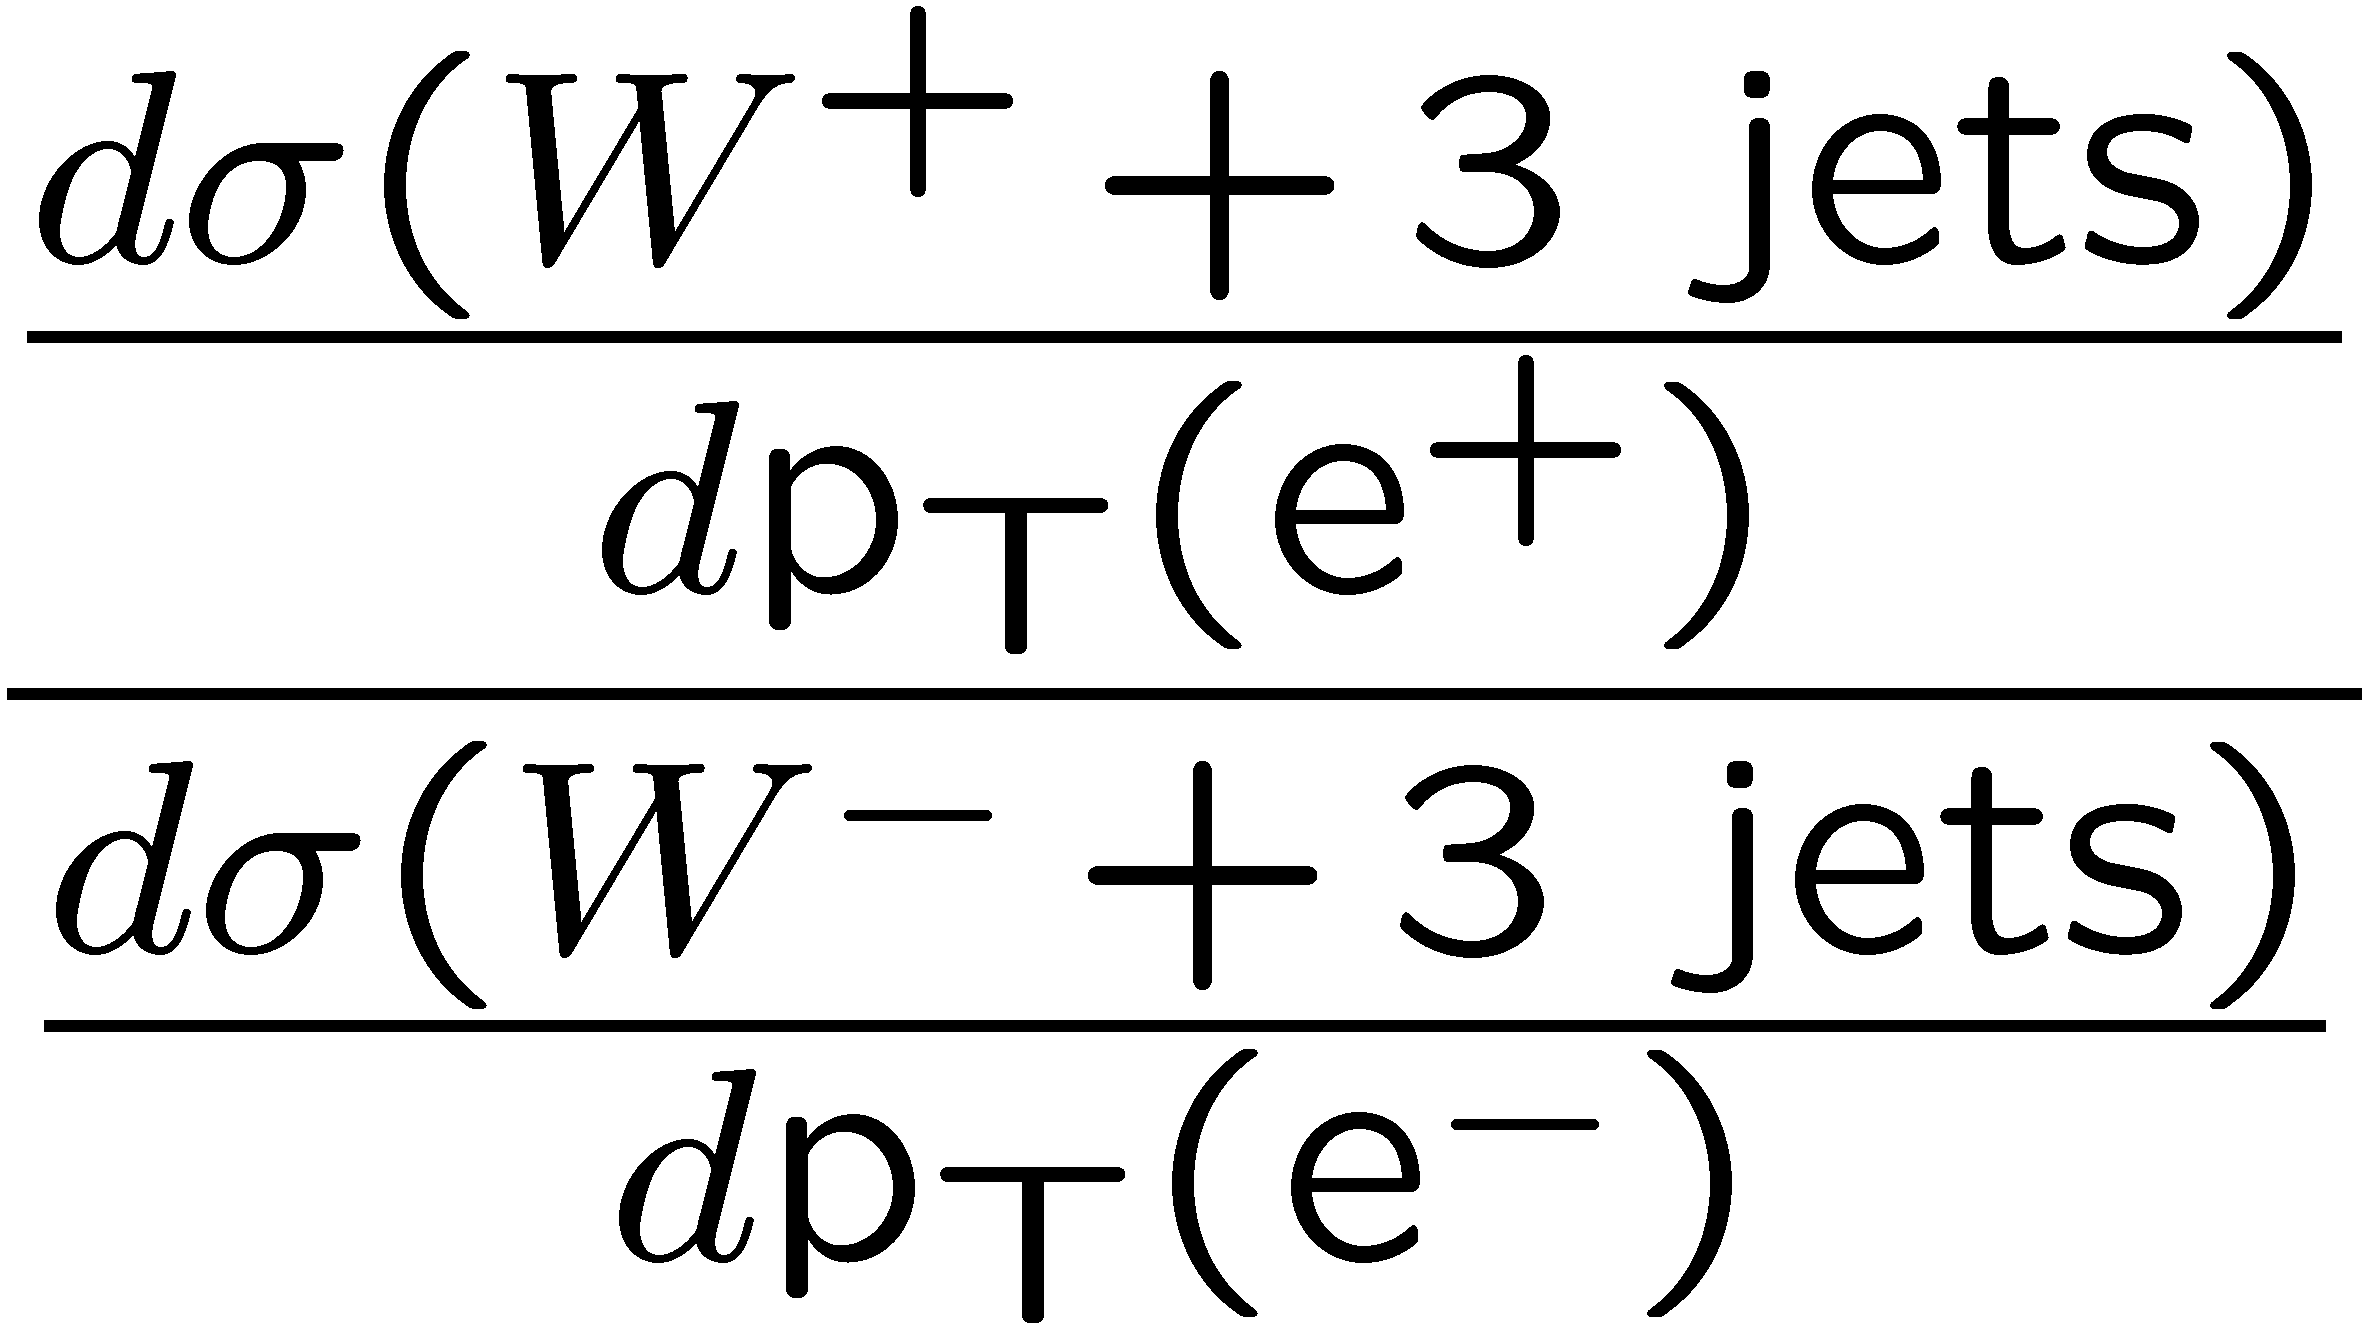 dσ(W⁺ + 3 jets)
dp_T(e⁺)
dσ(W⁻ + 3 jets)
dp_T(e⁻)